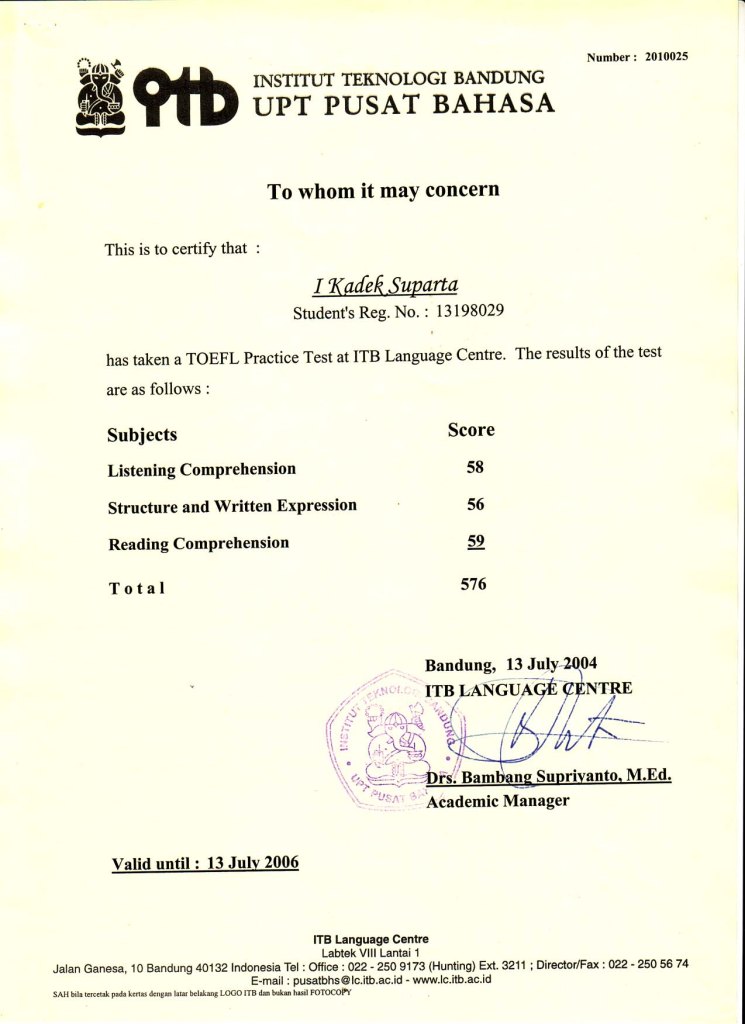 Number : 2010025
itb
INSTITUT TEKNOLOGI BANDUNG
UPT PUSAT BAHASA
To whom it may concern
This is to certify that :
I Kadek Suparta
Student's Reg. No. : 13198029
has taken a TOEFL Practice Test at ITB Language Centre. The results of the test
are as follows :
Subjects Score
Listening Comprehension 58
Structure and Written Expression 56
Reading Comprehension 59
T o t a l 576
Bandung, 13 July 2004
ITB LANGUAGE CENTRE
INSTITUT TEKNOLOGI BANDUNG
UPT PUSAT
Drs. Bambang Supriyanto, M.Ed.
Academic Manager
Valid until : 13 July 2006
ITB Language Centre
Labtek VIII Lantai 1
Jalan Ganesa, 10 Bandung 40132 Indonesia Tel : Office : 022 - 250 9173 (Hunting) Ext. 3211 ; Director/Fax : 022 - 250 56 74
E-mail : pusatbhs@lc.itb.ac.id - www.lc.itb.ac.id
SAH bila tercetak pada kertas dengan latar belakang LOGO ITB dan bukan hasil FOTOCOPY